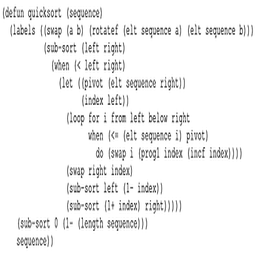 (defun quicksort (sequence)
(labels ((swap (a b) (rotatef (elt sequence a) (elt sequence b)))
(sub-sort (left right)
(when (< left right)
(let ((pivot (elt sequence right))
(index left))
(loop for i from left below right
when (<= (elt sequence i) pivot)
do (swap i (prog1 index (incf index))))
(swap right index)
(sub-sort left (1- index))
(sub-sort (1+ index) right)))))
(sub-sort 0 (1- (length sequence)))
sequence))